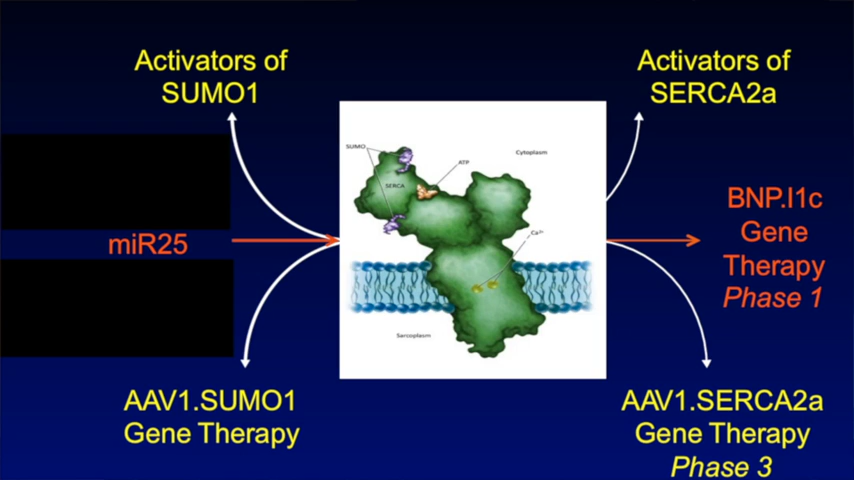 Activators of
SUMO1
Activators of
SERCA2a
SUMO
ATP
Cytoplasm
SERCA
Ca²⁺
Sarcoplasm
miR25
BNP.I1c
Gene
Therapy
Phase 1
AAV1.SUMO1
Gene Therapy
AAV1.SERCA2a
Gene Therapy
Phase 3